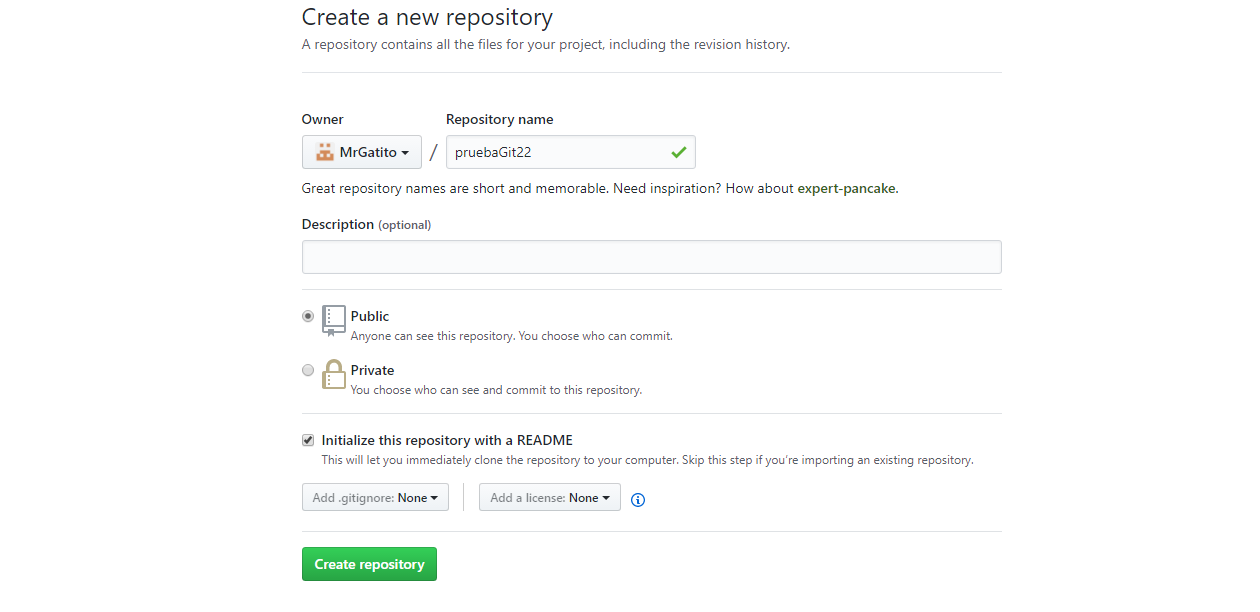 Create a new repository
A repository contains all the files for your project, including the revision history.
Owner
Repository name
MrGatito / pruebaGit22
Great repository names are short and memorable. Need inspiration? How about expert-pancake.
Description (optional)
Public
Anyone can see this repository. You choose who can commit.
Private
You choose who can see and commit to this repository.
Initialize this repository with a README
This will let you immediately clone the repository to your computer. Skip this step if you're importing an existing repository.
Add .gitignore: None
Add a license: None
Create repository